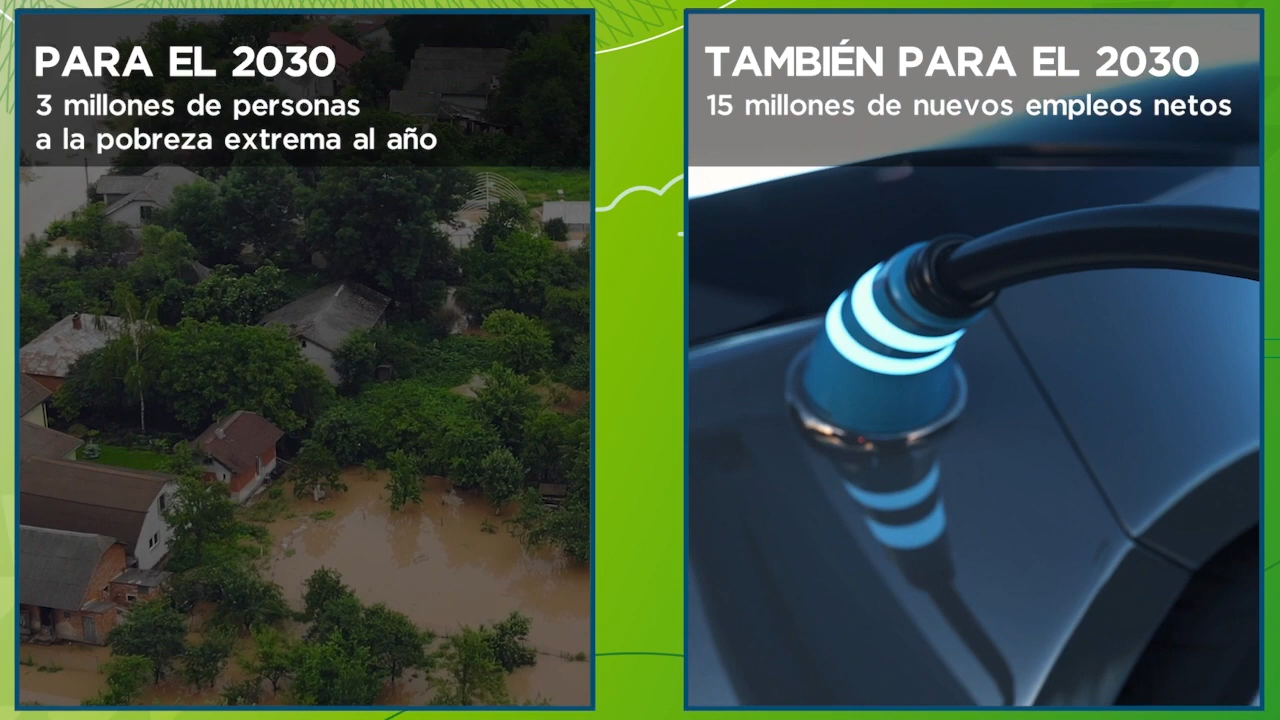 PARA EL 2030
3 millones de personas
a la pobreza extrema al año
TAMBIÉN PARA EL 2030
15 millones de nuevos empleos netos